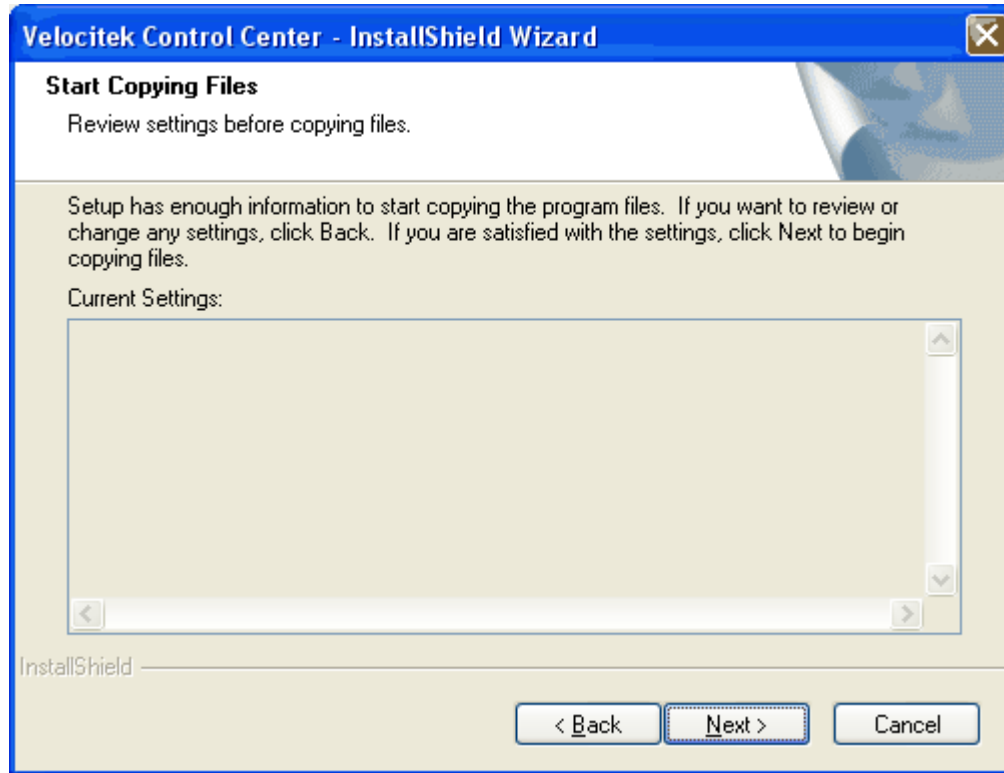 Velocitek Control Center - InstallShield Wizard
Start Copying Files
Review settings before copying files.
Setup has enough information to start copying the program files.  If you want to review or
change any settings, click Back.  If you are satisfied with the settings, click Next to begin
copying files.
Current Settings:
InstallShield
< Back
Next >
Cancel